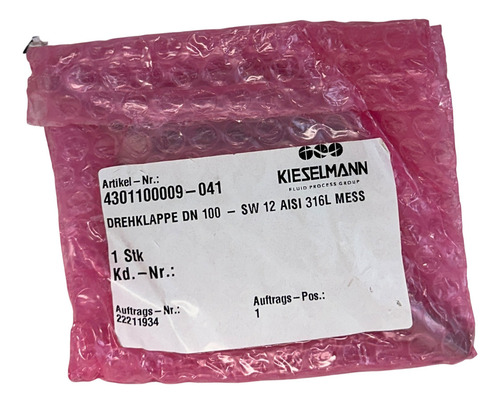 KIESELMANN
FLUID PROCESS GROUP
Artikel-Nr.:
4301100009-041
DREHKLAPPE DN 100 - SW 12 AISI 316L MESS
1 Stk
Kd.-Nr.:
Auftrags-Nr.:
22211934
Auftrags-Pos.:
1